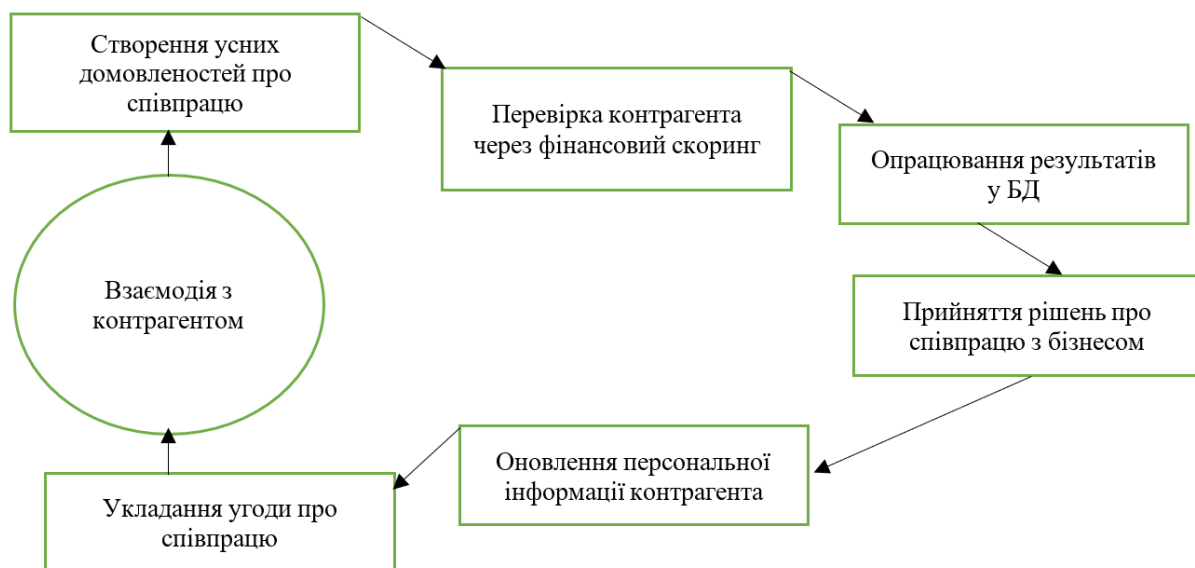 Створення усних
домовленостей про
співпрацю
Перевірка контрагента
через фінансовий скоринг
Опрацювання результатів
у БД
Прийняття рішень про
співпрацю з бізнесом
Оновлення персональної
інформації контрагента
Укладання угоди про
співпрацю
Взаємодія з
контрагентом